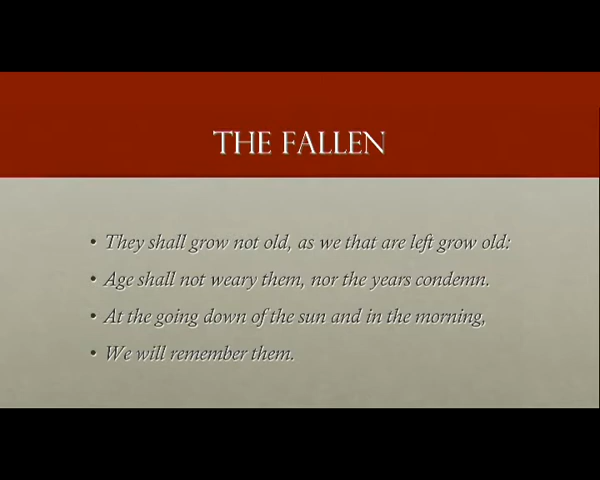 THE FALLEN
• They shall grow not old, as we that are left grow old:
• Age shall not weary them, nor the years condemn.
• At the going down of the sun and in the morning,
• We will remember them.